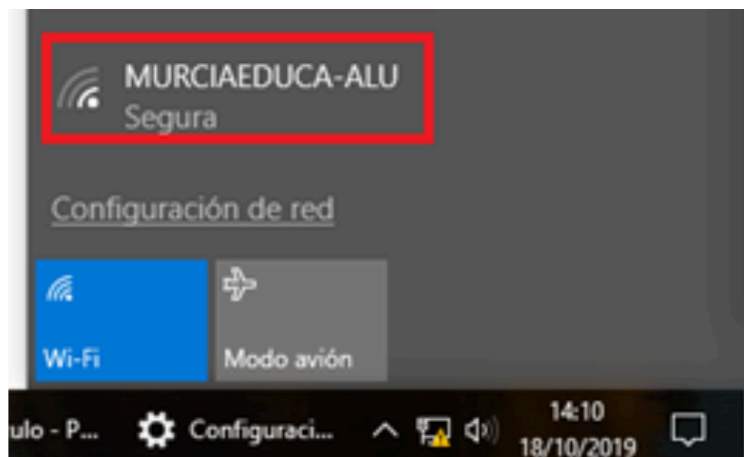 MURCIAEDUCA-ALU
Segura
Configuración de red
Wi-Fi
Modo avión
ulo - P...
Configuraci...
14:10
18/10/2019